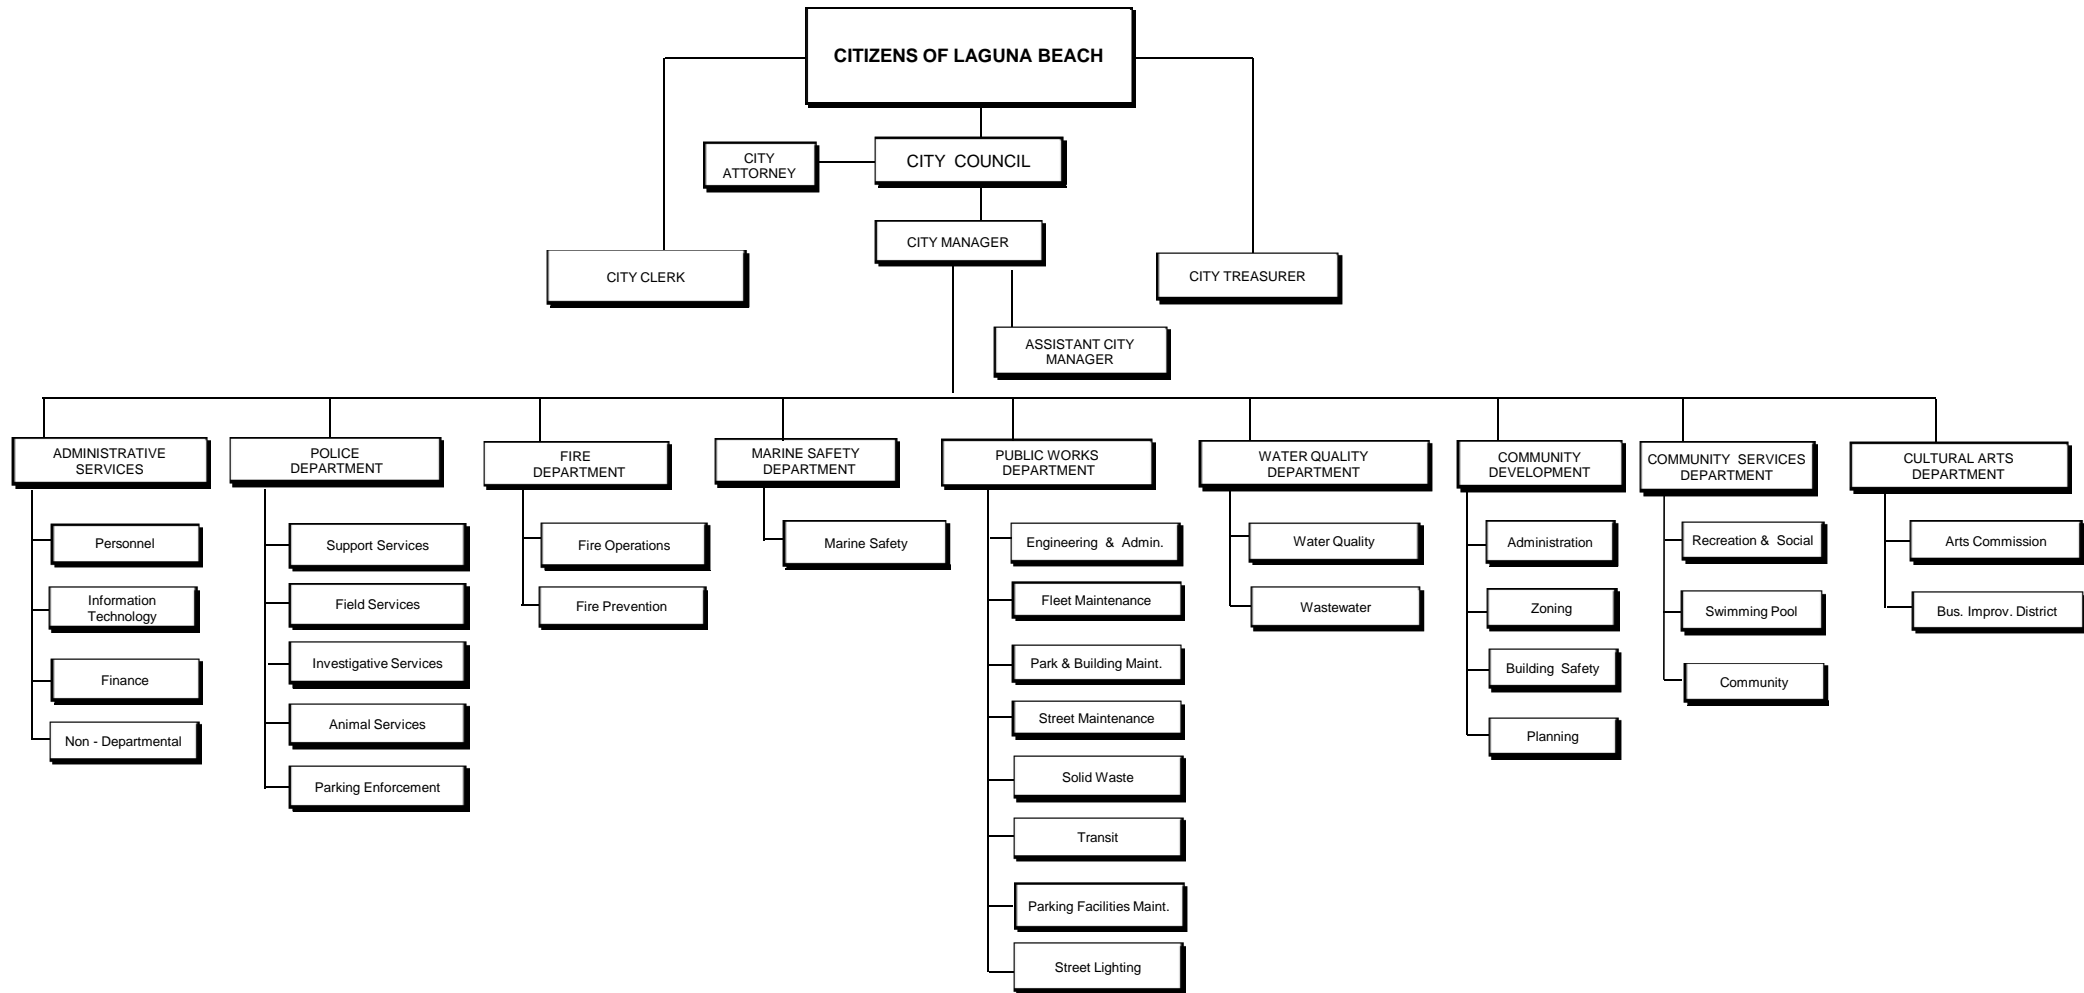 CITIZENS OF LAGUNA BEACH
CITY
ATTORNEY
CITY COUNCIL
CITY MANAGER
CITY CLERK
CITY TREASURER
ASSISTANT CITY
MANAGER
ADMINISTRATIVE
SERVICES
Personnel
Information
Technology
Finance
Non - Departmental
POLICE
DEPARTMENT
Support Services
Field Services
Investigative Services
Animal Services
Parking Enforcement
FIRE
DEPARTMENT
Fire Operations
Fire Prevention
MARINE SAFETY
DEPARTMENT
Marine Safety
PUBLIC WORKS
DEPARTMENT
Engineering & Admin.
Fleet Maintenance
Park & Building Maint.
Street Maintenance
Solid Waste
Transit
Parking Facilities Maint.
Street Lighting
WATER QUALITY
DEPARTMENT
Water Quality
Wastewater
COMMUNITY
DEVELOPMENT
Administration
Zoning
Building Safety
Planning
COMMUNITY SERVICES
DEPARTMENT
Recreation & Social
Swimming Pool
Community
CULTURAL ARTS
DEPARTMENT
Arts Commission
Bus. Improv. District